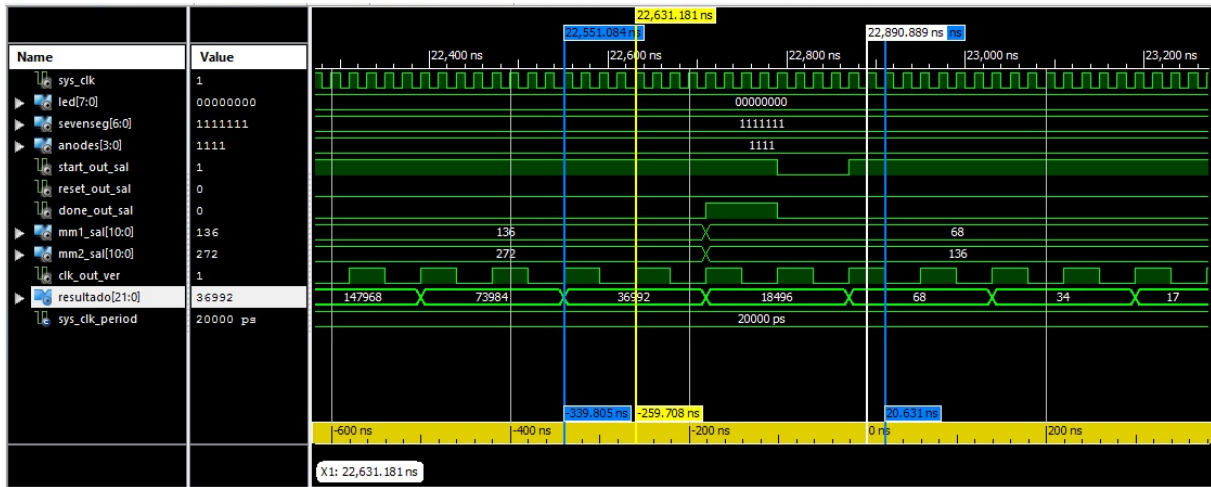 22,631.181 ns
22,551.084 ns
22,890.889 ns ns
Name Value
22,400 ns 22,600 ns 22,800 ns 23,000 ns 23,200 ns
sys_clk 1
led[7:0] 00000000 00000000
sevenseg[6:0] 1111111 1111111
anodes[3:0] 1111 1111
start_out_sal 1
reset_out_sal 0
done_out_sal 0
mm1_sal[10:0] 136 136 68
mm2_sal[10:0] 272 272 136
clk_out_ver 1
resultado[21:0] 36992 147968 73984 36992 18496 68 34 17
sys_clk_period 20000 ps 20000 ps
-339.805 ns -259.708 ns 20.631 ns
-600 ns -400 ns -200 ns 0 ns 200 ns
X1: 22,631.181 ns